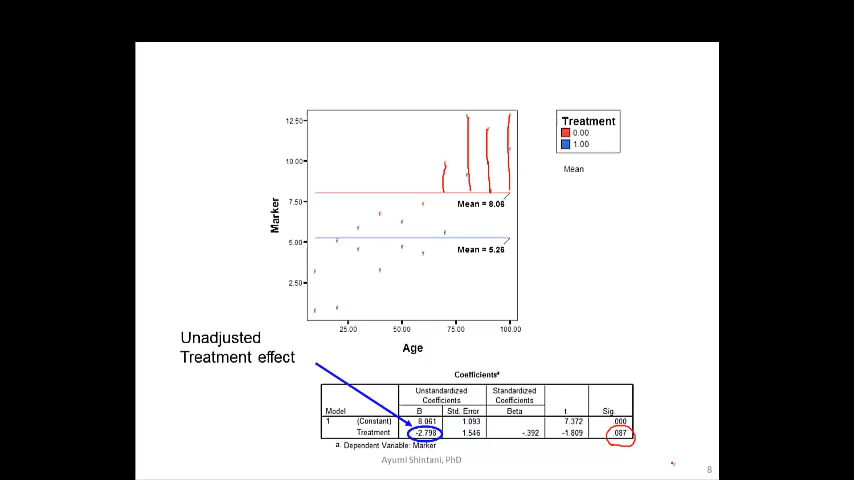 12.50
10.00
7.50
5.00
2.50
Marker
Mean = 8.06
Mean = 5.26
25.00 50.00 75.00 100.00
Age
Treatment
0.00
1.00
Mean
Unadjusted
Treatment effect
Coefficientsᵃ
Unstandardized Coefficients Standardized Coefficients
Model B Std. Error Beta t Sig.
1 (Constant) 8.061 1.093 7.372 .000
Treatment -2.798 1.546 -.392 -1.809 .087
a. Dependent Variable: Marker
Ayumi Shintani, PhD
8